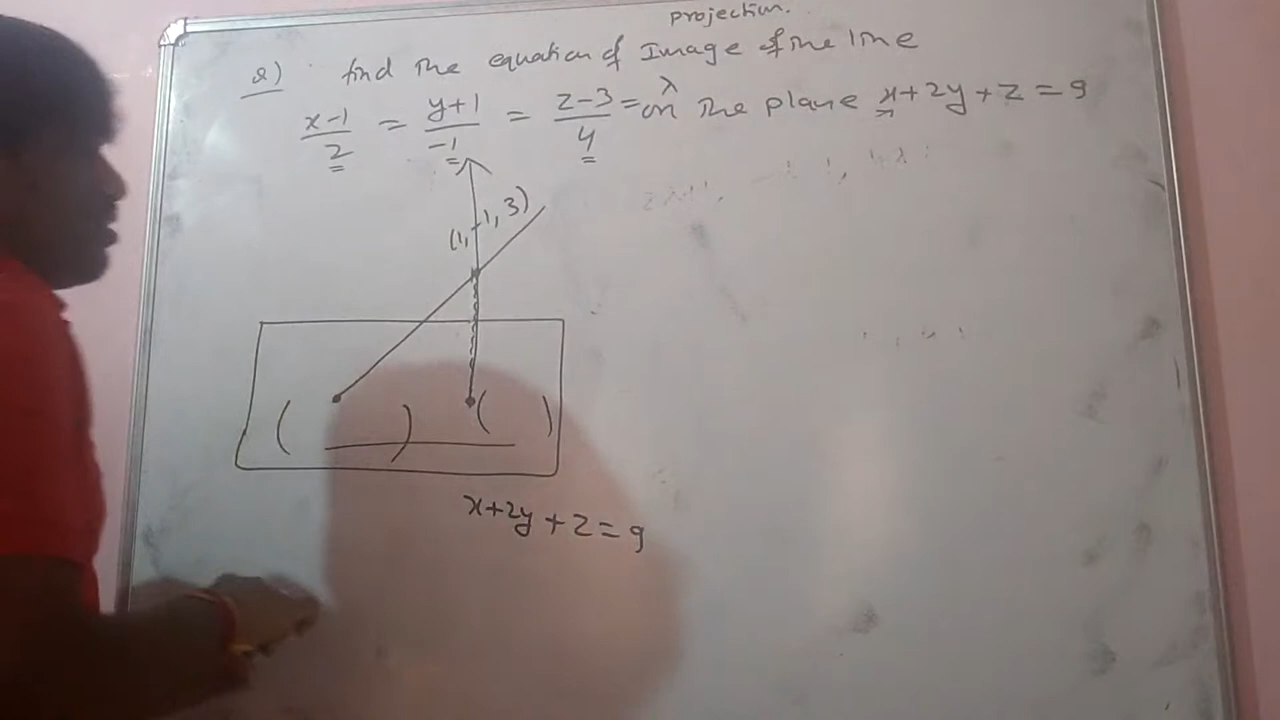 Projection.
Q) find the equation of Image of the line
x-1/2 = y+1/-1 = z-3/4 = λ on the plane x+2y+z=9
(1,-1,3)
( ) ( )
x+2y+z=9